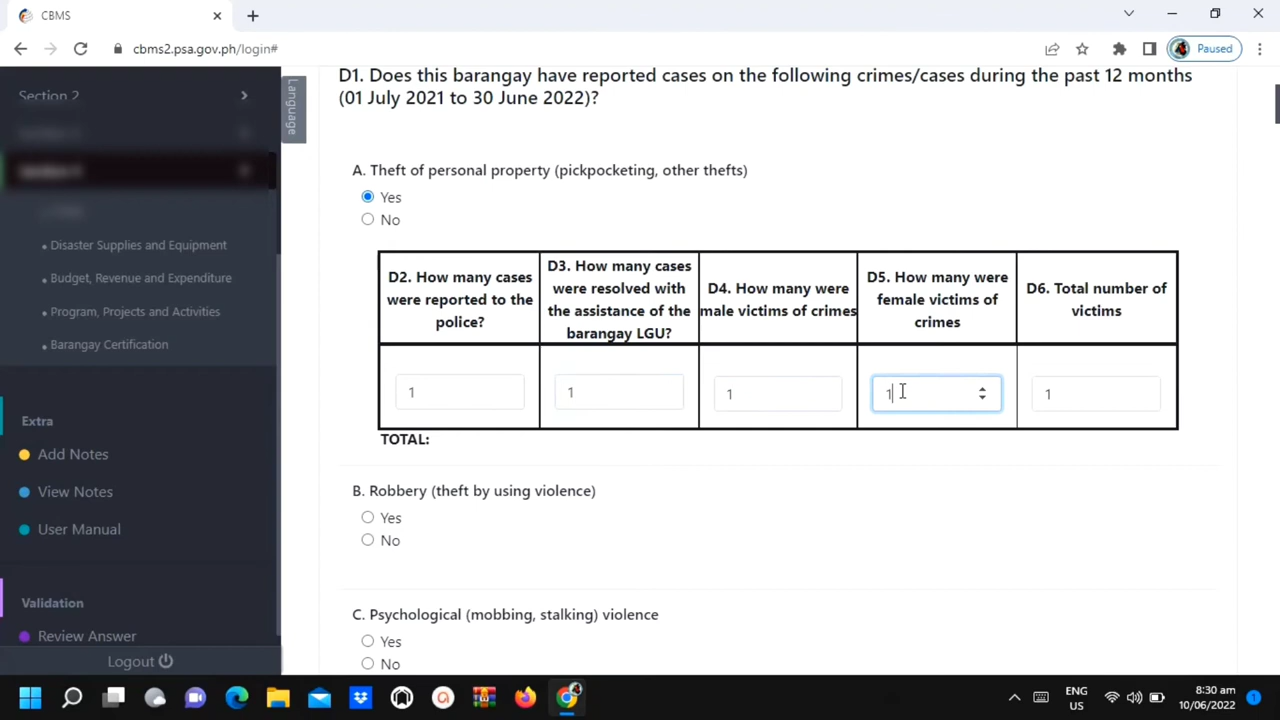 CBMS
cbms2.psa.gov.ph/login#
Paused
Section 2
Language
D1. Does this barangay have reported cases on the following crimes/cases during the past 12 months
(01 July 2021 to 30 June 2022)?
A. Theft of personal property (pickpocketing, other thefts)
Yes
No
Disaster Supplies and Equipment
Budget, Revenue and Expenditure
Program, Projects and Activities
Barangay Certification
D2. How many cases
were reported to the
police?
D3. How many cases
were resolved with
the assistance of the
barangay LGU?
D4. How many were
male victims of crimes
D5. How many were
female victims of
crimes
D6. Total number of
victims
1
1
1
1
1
TOTAL:
Extra
Add Notes
View Notes
User Manual
B. Robbery (theft by using violence)
Yes
No
Validation
Review Answer
Logout
C. Psychological (mobbing, stalking) violence
Yes
No
ENG
US
8:30 am
10/06/2022
1